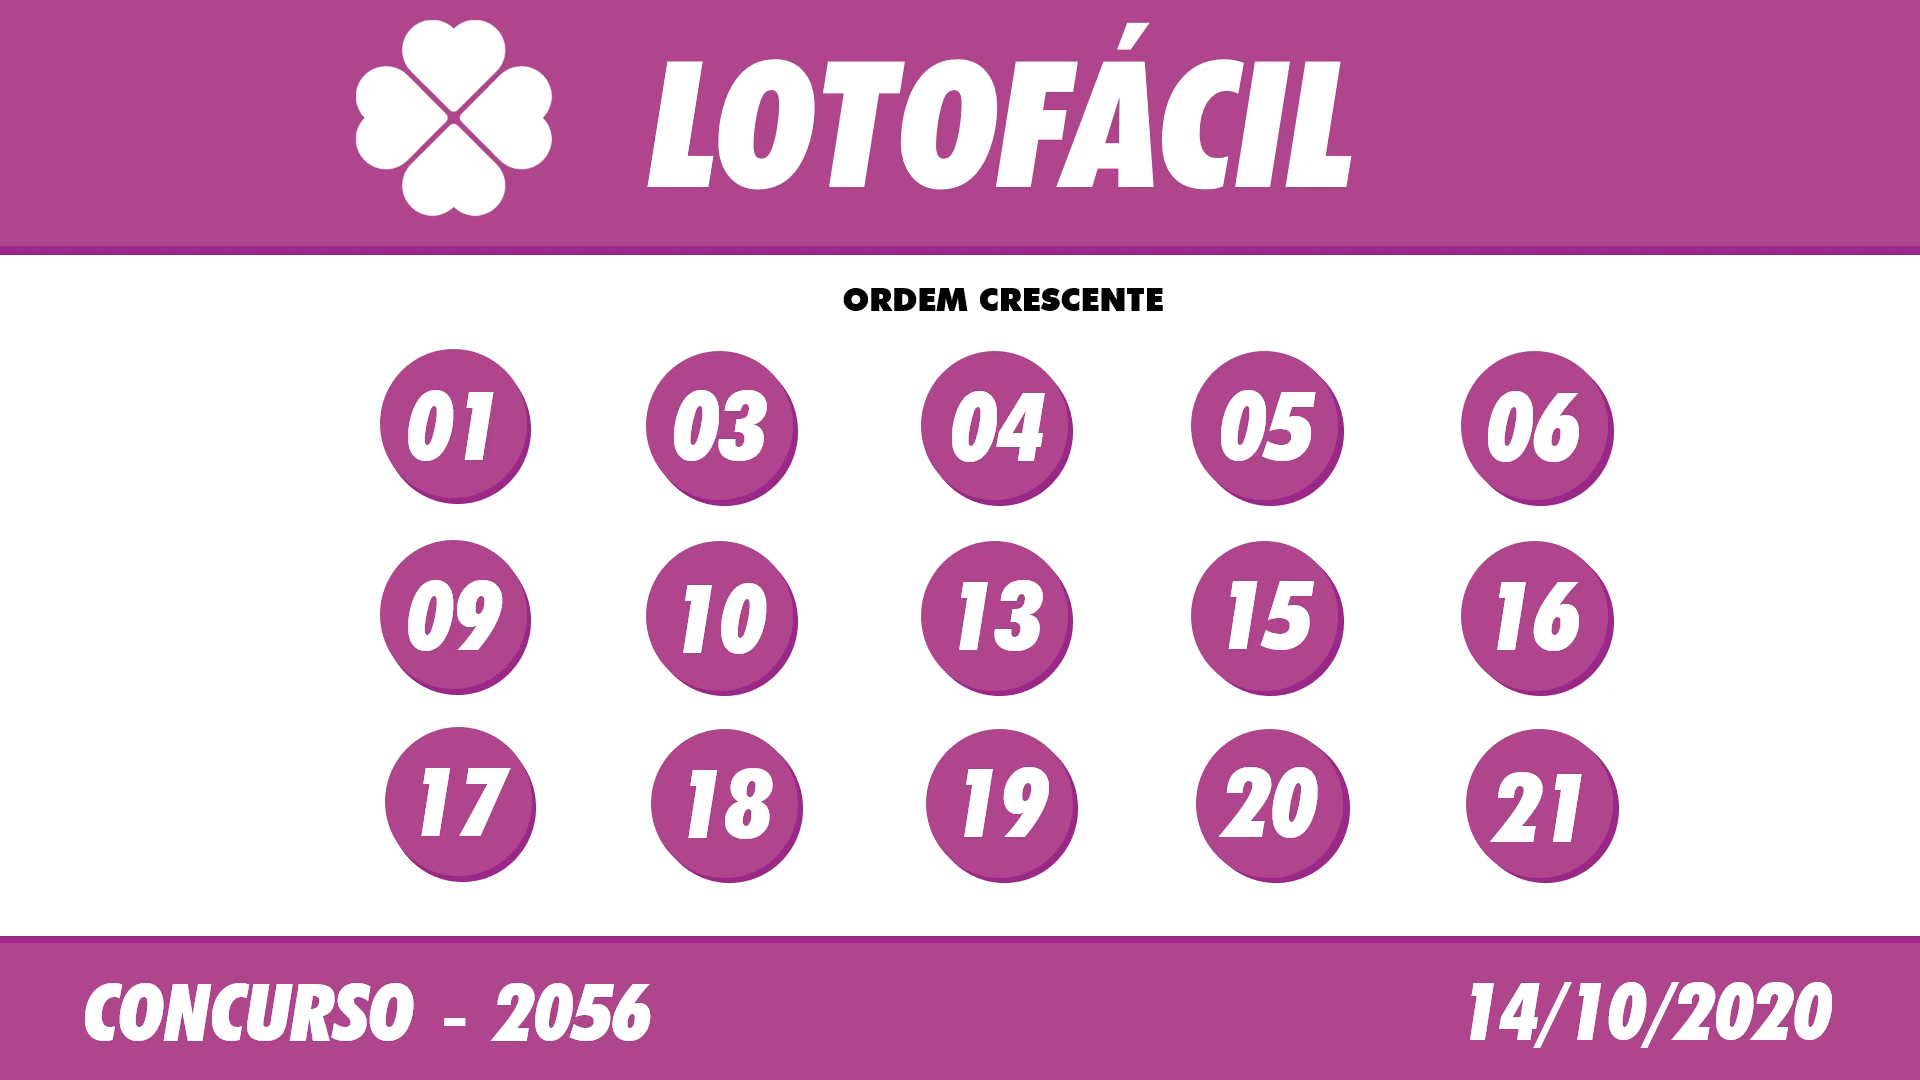 LOTOFÁCIL
ORDEM CRESCENTE
01 03 04 05 06
09 10 13 15 16
17 18 19 20 21
CONCURSO - 2056 14/10/2020